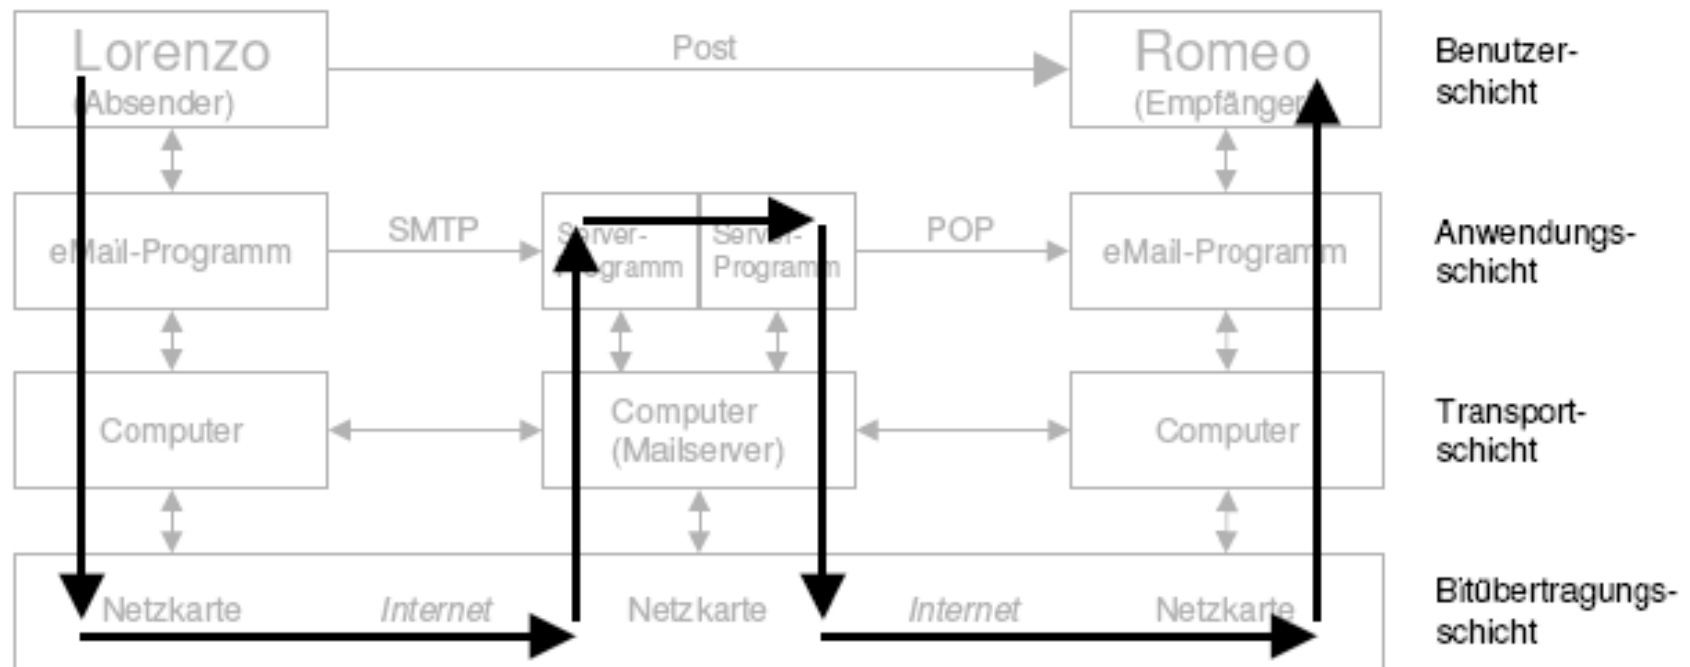 Lorenzo
(Absender)
Post
Romeo
(Empfänger)
Benutzer-
schicht
eMail-Programm
SMTP
Server-
Programm
Server-
Programm
POP
eMail-Programm
Anwendungs-
schicht
Computer
Computer
(Mailserver)
Computer
Transport-
schicht
Netzkarte
Internet
Netzkarte
Internet
Netzkarte
Bitübertragungs-
schicht